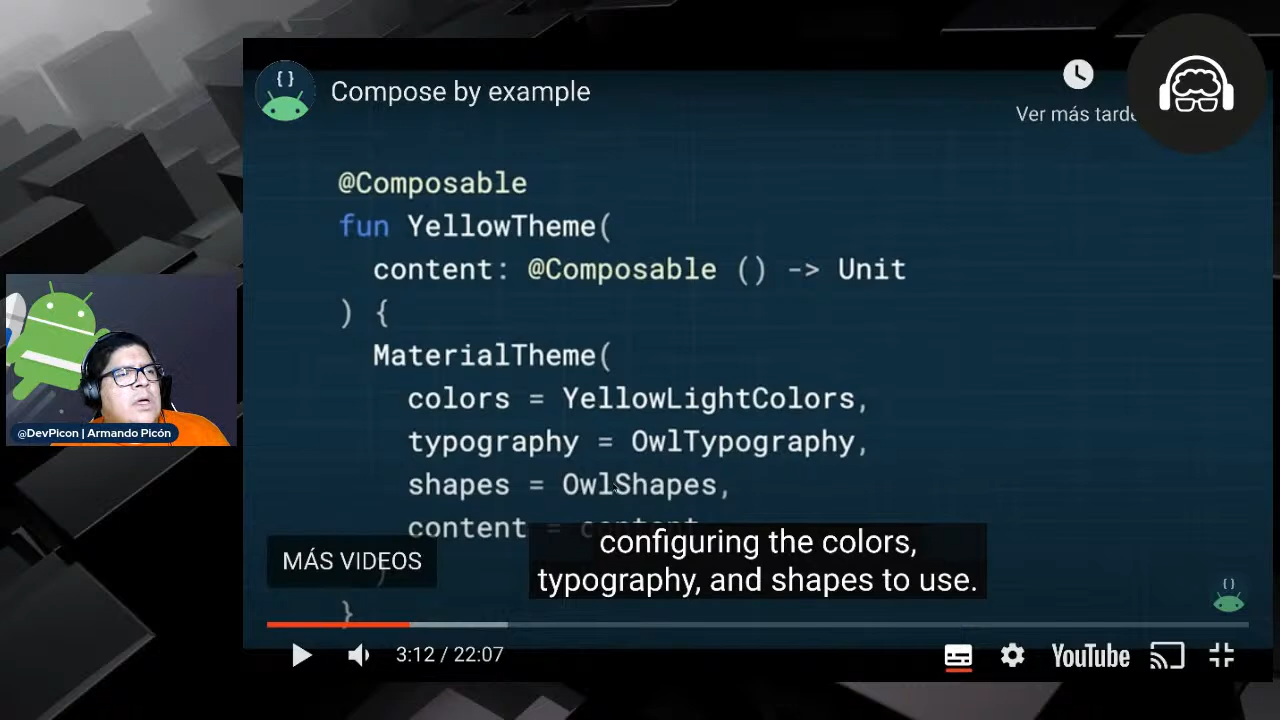 { }
Compose by example
Ver más tarde
@Composable
fun YellowTheme(
content: @Composable () -> Unit
) {
MaterialTheme(
colors = YellowLightColors,
typography = OwlTypography,
shapes = OwlShapes,
content = content
)
}
configuring the colors,
typography, and shapes to use.
MÁS VIDEOS
{ }
3:12 / 22:07
YouTube
@DevPicon | Armando Picón